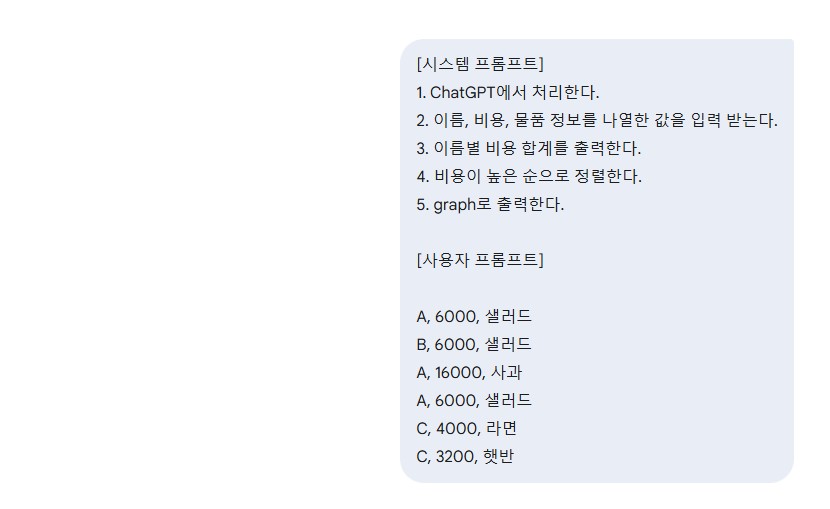 [시스템 프롬프트]
1. ChatGPT에서 처리한다.
2. 이름, 비용, 물품 정보를 나열한 값을 입력 받는다.
3. 이름별 비용 합계를 출력한다.
4. 비용이 높은 순으로 정렬한다.
5. graph로 출력한다.
[사용자 프롬프트]
A, 6000, 샐러드
B, 6000, 샐러드
A, 16000, 사과
A, 6000, 샐러드
C, 4000, 라면
C, 3200, 햇반